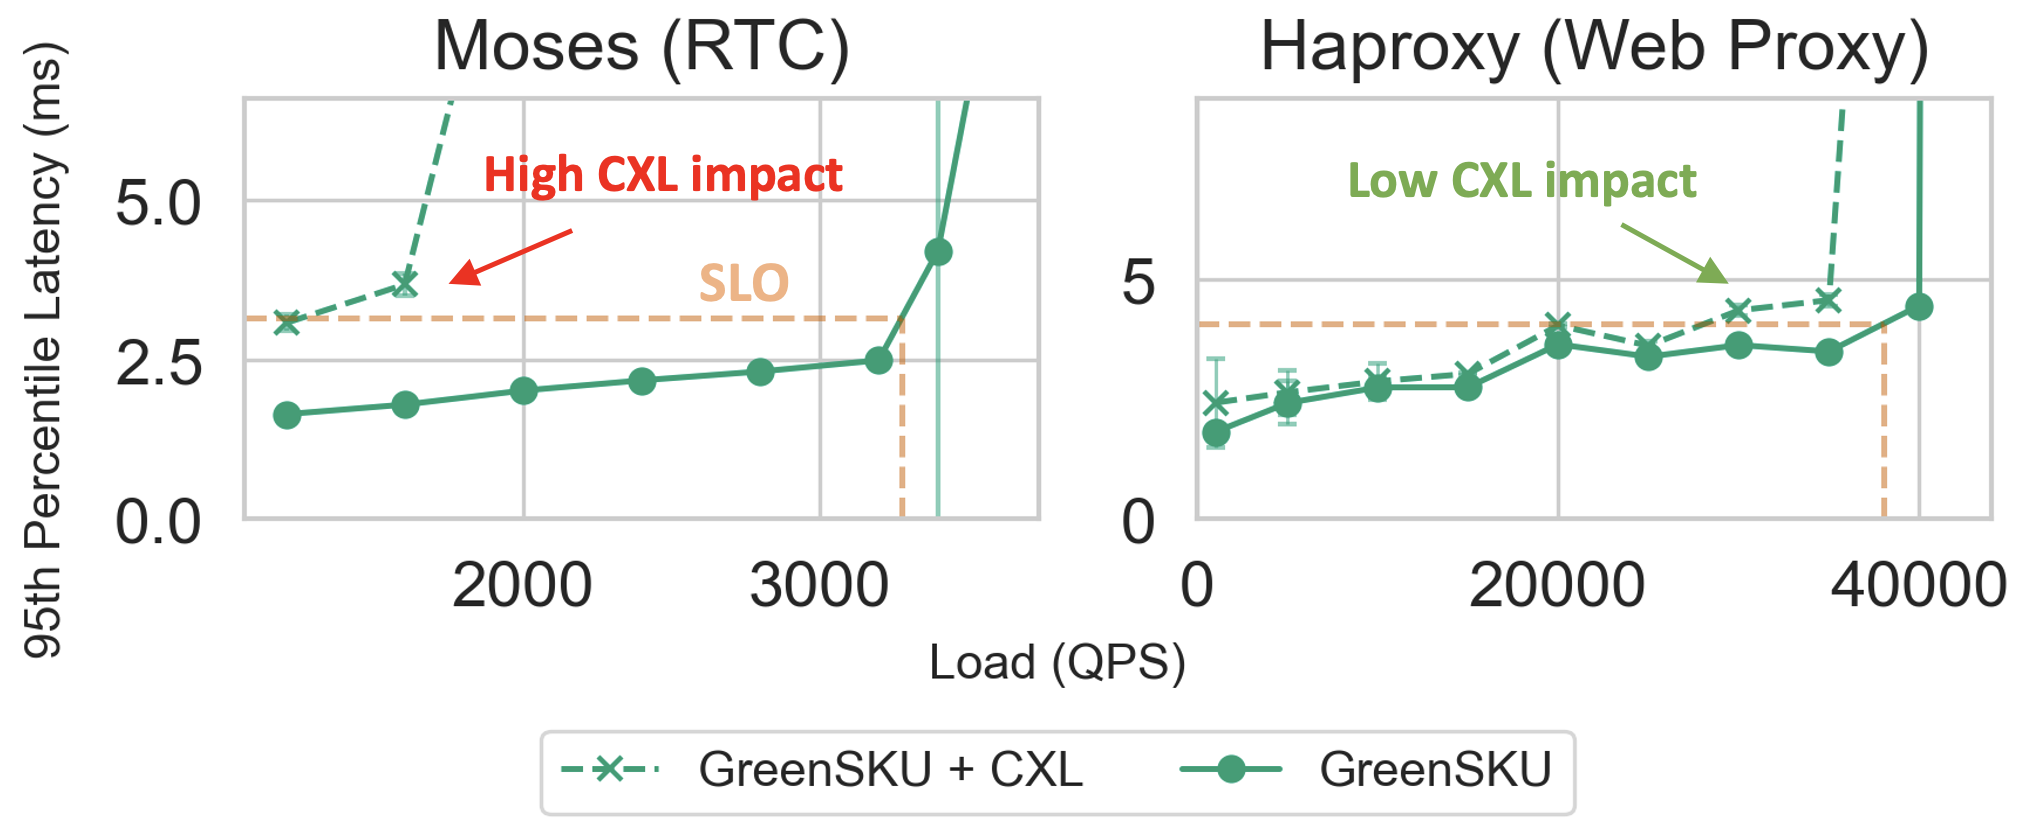 Moses (RTC)
Haproxy (Web Proxy)
95th Percentile Latency (ms)
5.0
2.5
0.0
High CXL impact
SLO
2000
3000
5
0
Low CXL impact
0
20000
40000
Load (QPS)
GreenSKU + CXL
GreenSKU